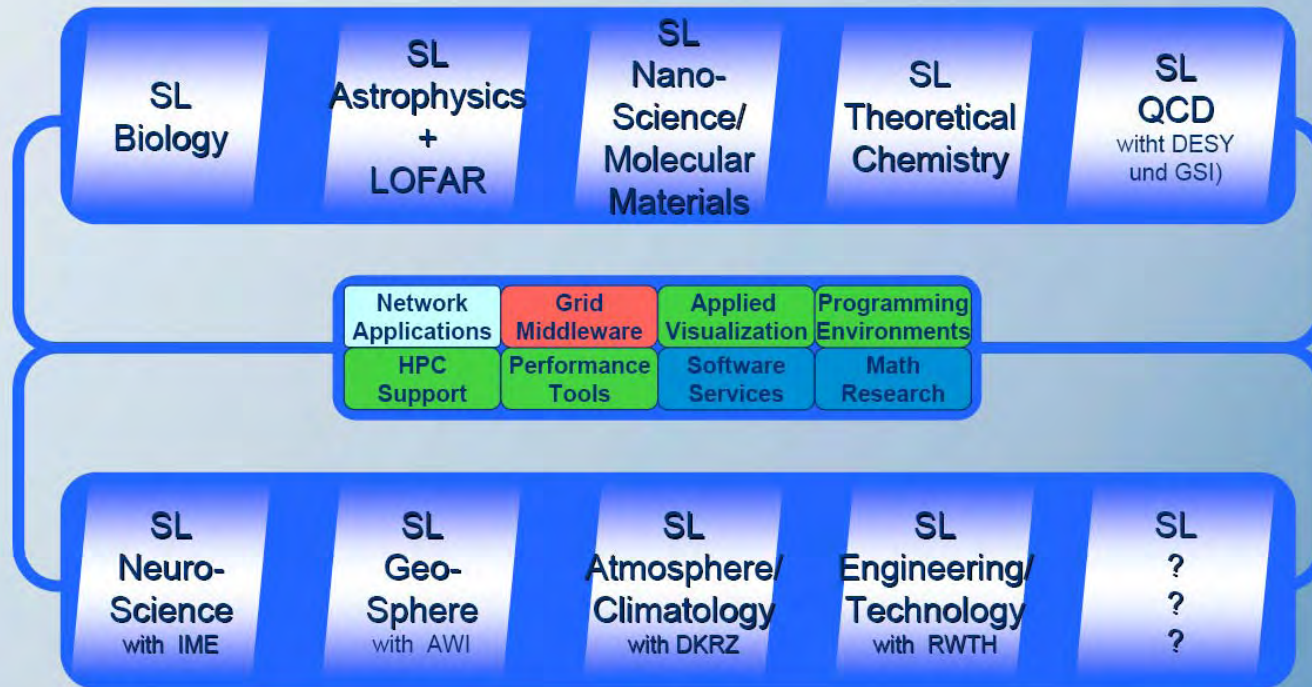 SL
Biology
SL
Astrophysics
+
LOFAR
SL
Nano-
Science/
Molecular
Materials
SL
Theoretical
Chemistry
SL
QCD
witht DESY
und GSI)
Network
Applications
Grid
Middleware
Applied
Visualization
Programming
Environments
HPC
Support
Performance
Tools
Software
Services
Math
Research
SL
Neuro-
Science
with IME
SL
Geo-
Sphere
with AWI
SL
Atmosphere/
Climatology
with DKRZ
SL
Engineering/
Technology
with RWTH
SL
?
?
?